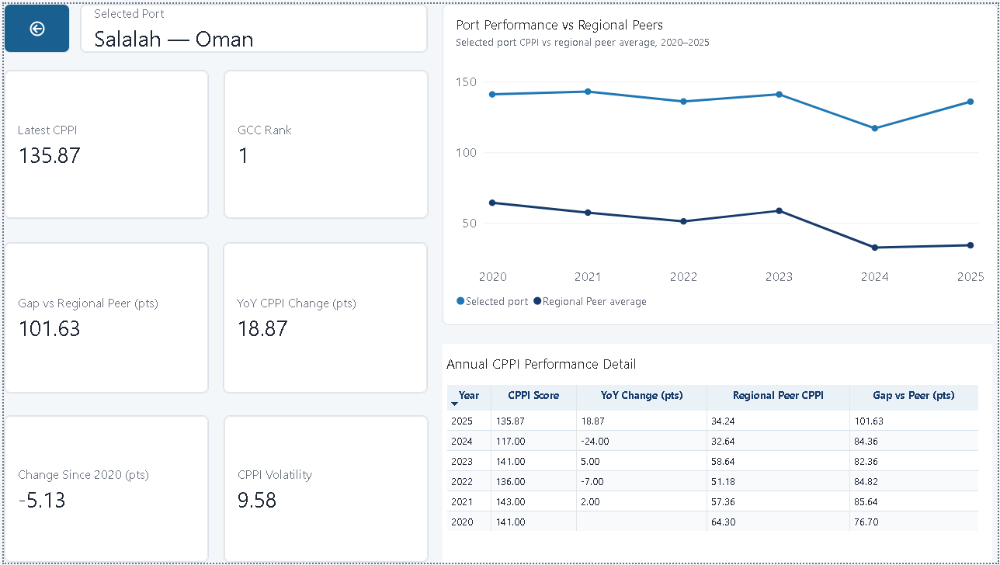 Selected Port
Salalah — Oman
Latest CPPI
135.87
GCC Rank
1
Gap vs Regional Peer (pts)
101.63
YoY CPPI Change (pts)
18.87
Change Since 2020 (pts)
-5.13
CPPI Volatility
9.58
Port Performance vs Regional Peers
Selected port CPPI vs regional peer average, 2020–2025
150
100
50
2020 2021 2022 2023 2024 2025
Selected port Regional Peer average
Annual CPPI Performance Detail
Year CPPI Score YoY Change (pts) Regional Peer CPPI Gap vs Peer (pts)
2025 135.87 18.87 34.24 101.63
2024 117.00 -24.00 32.64 84.36
2023 141.00 5.00 58.64 82.36
2022 136.00 -7.00 51.18 84.82
2021 143.00 2.00 57.36 85.64
2020 141.00 64.30 76.70